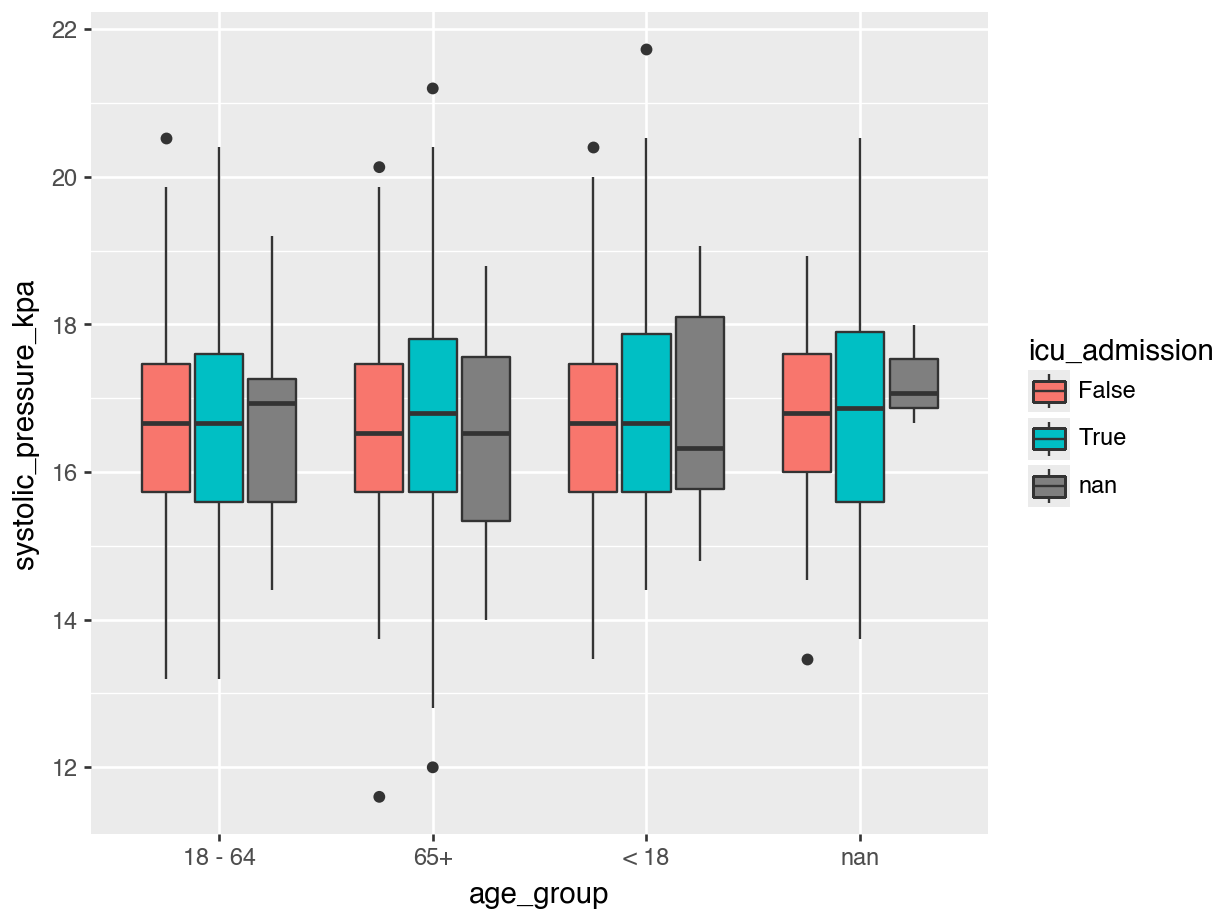 22
20
18
16
14
12
systolic_pressure_kpa
18 - 64
65+
< 18
nan
age_group
icu_admission
False
True
nan